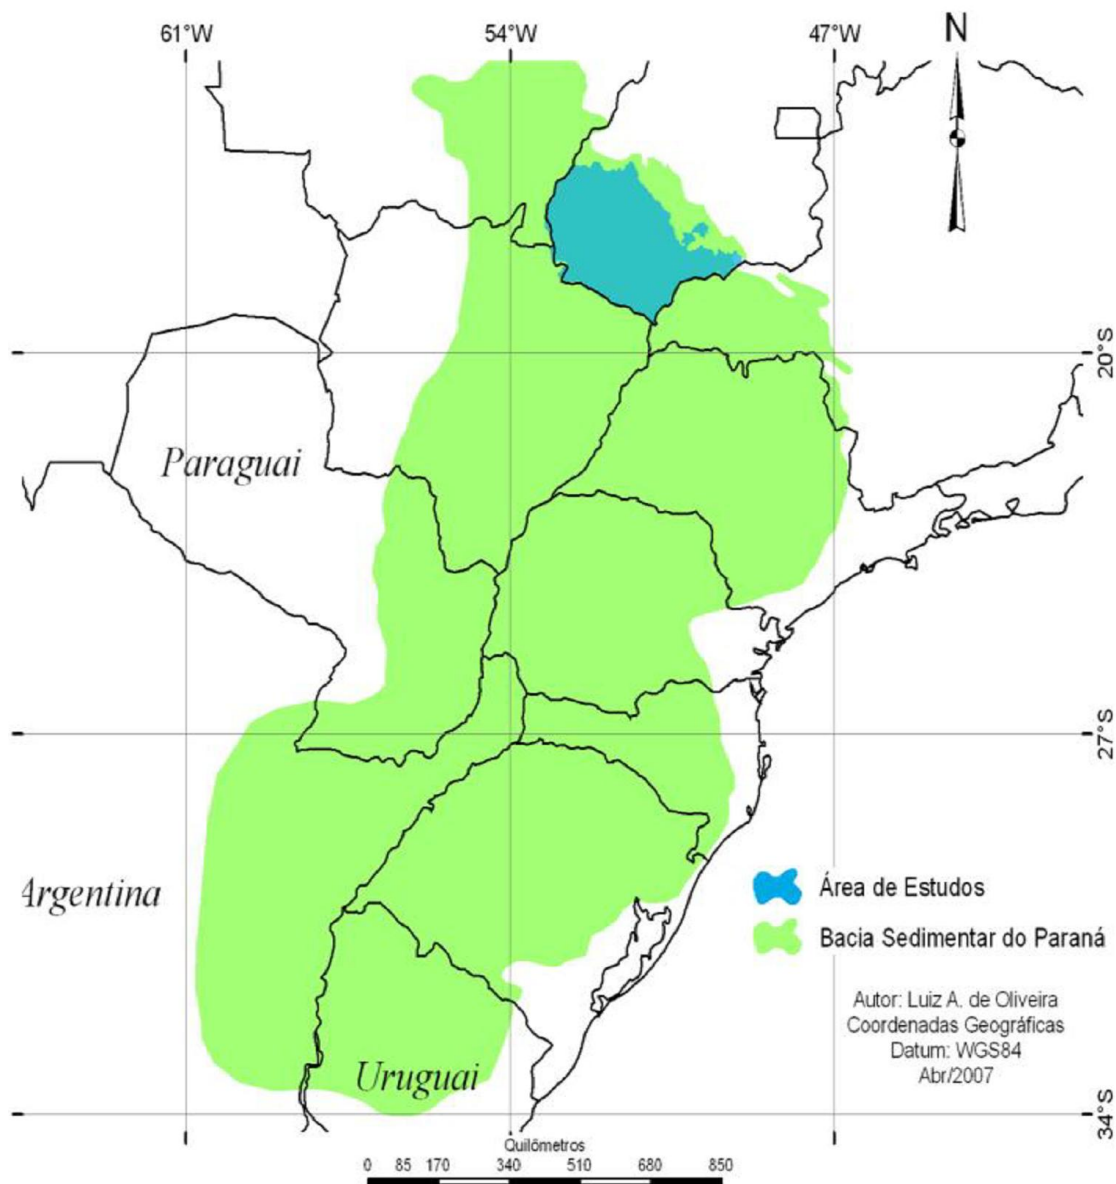 61°W
54°W
47°W
N
20°S
Paraguai
27°S
Argentina
Área de Estudos
Bacia Sedimentar do Paraná
Autor: Luiz A. de Oliveira
Coordenadas Geográficas
Datum: WGS84
Abr/2007
Uruguai
34°S
Quilômetros
0 85 170 340 510 680 850